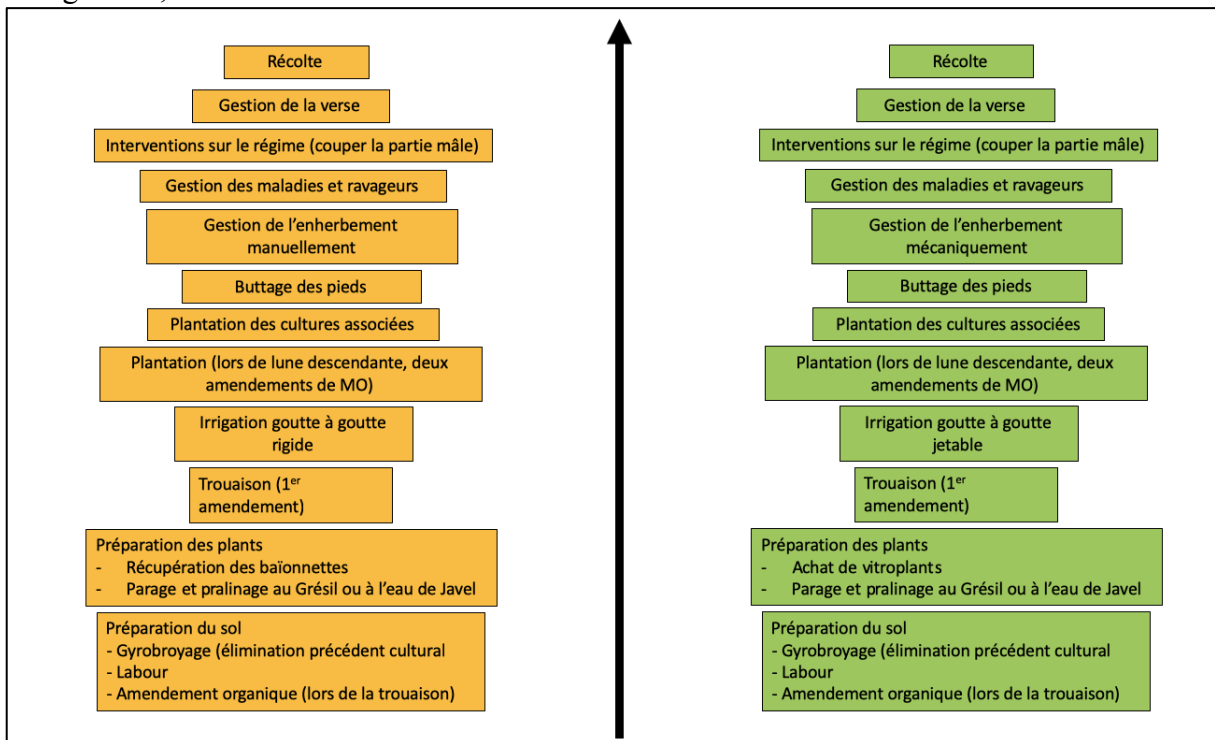 Récolte
Gestion de la verse
Interventions sur le régime (couper la partie mâle)
Gestion des maladies et ravageurs
Gestion de l'enherbement
manuellement
Buttage des pieds
Plantation des cultures associées
Plantation (lors de lune descendante, deux
amendements de MO)
Irrigation goutte à goutte
rigide
Trouaison (1er
amendement)
Préparation des plants
- Récupération des baïonnettes
- Parage et pralinage au Grésil ou à l'eau de Javel
Préparation du sol
- Gyrobroyage (élimination précédent cultural
- Labour
- Amendement organique (lors de la trouaison)
Récolte
Gestion de la verse
Interventions sur le régime (couper la partie mâle)
Gestion des maladies et ravageurs
Gestion de l'enherbement
mécaniquement
Buttage des pieds
Plantation des cultures associées
Plantation (lors de lune descendante, deux
amendements de MO)
Irrigation goutte à goutte
jetable
Trouaison (1er
amendement)
Préparation des plants
- Achat de vitroplants
- Parage et pralinage au Grésil ou à l'eau de Javel
Préparation du sol
- Gyrobroyage (élimination précédent cultural
- Labour
- Amendement organique (lors de la trouaison)